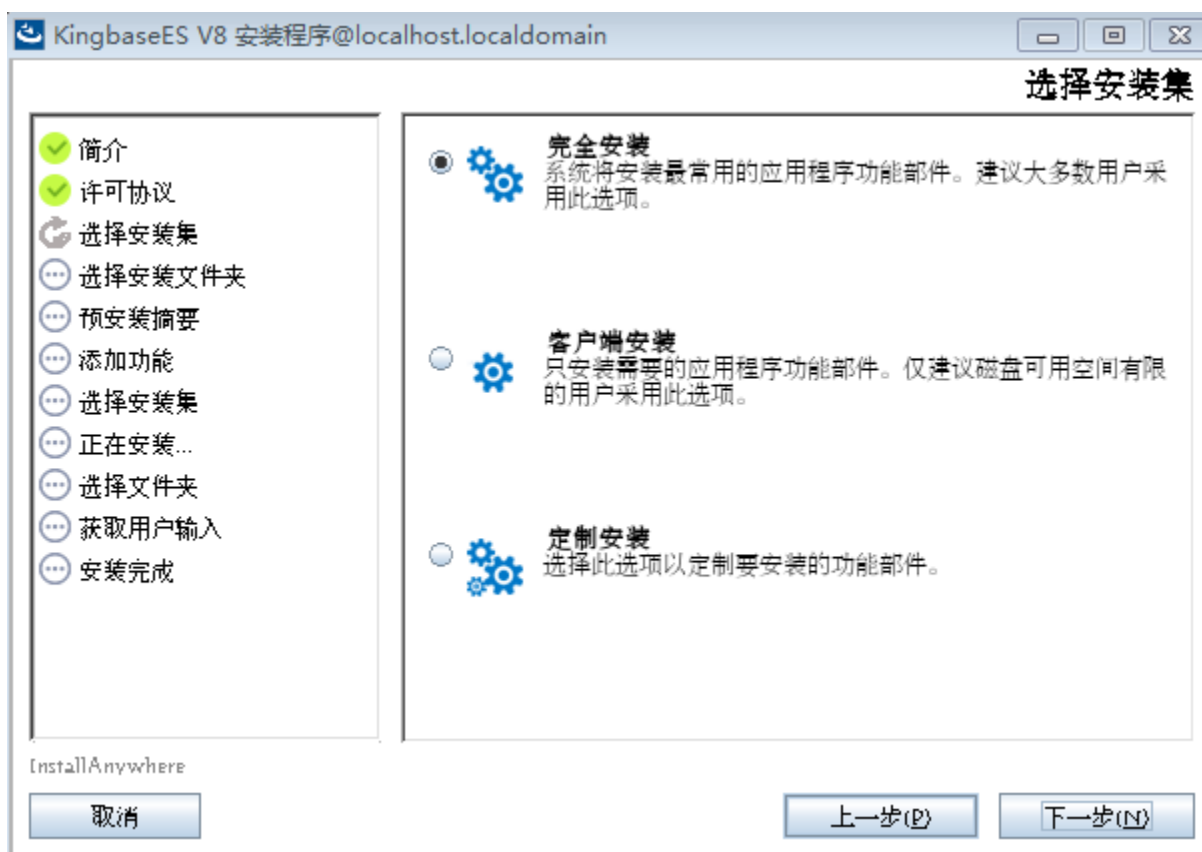 KingbaseES V8 安装程序@localhost.localdomain
选择安装集
简介
许可协议
选择安装集
选择安装文件夹
预安装摘要
添加功能
选择安装集
正在安装...
选择文件夹
获取用户输入
安装完成
完全安装
系统将安装最常用的应用程序功能部件。建议大多数用户采
用此选项。
客户端安装
只安装需要的应用程序功能部件。仅建议磁盘可用空间有限
的用户采用此选项。
定制安装
选择此选项以定制要安装的功能部件。
InstallAnywhere
取消
上一步(P)
下一步(N)